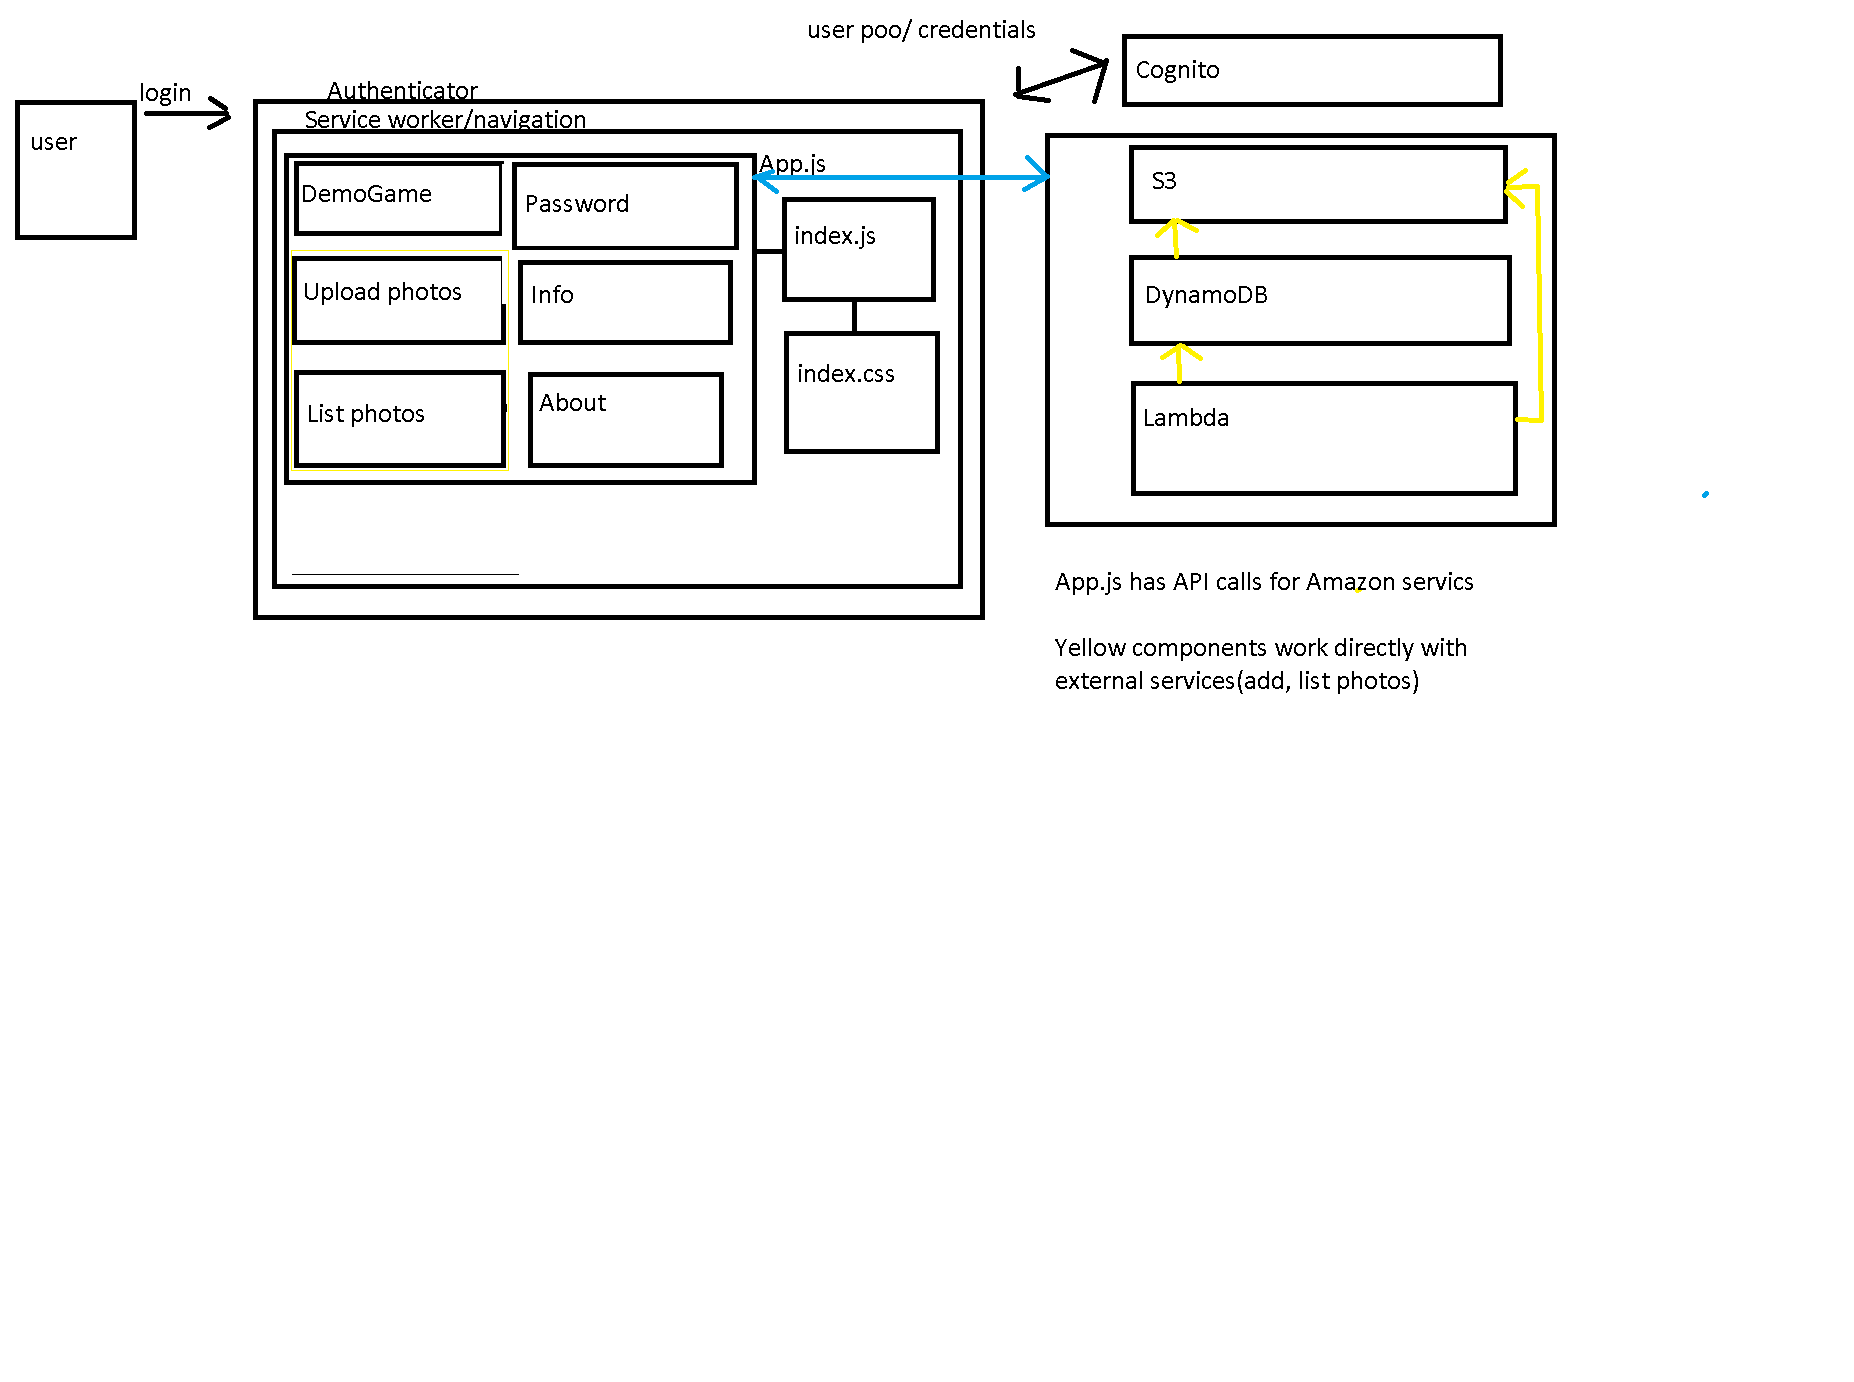 user poo/ credentials
Cognito
login
user
Authenticator
Service worker/navigation
App.js
DemoGame
Password
Upload photos
Info
List photos
About
index.js
index.css
S3
DynamoDB
Lambda
App.js has API calls for Amazon servics
Yellow components work directly with
external services(add, list photos)